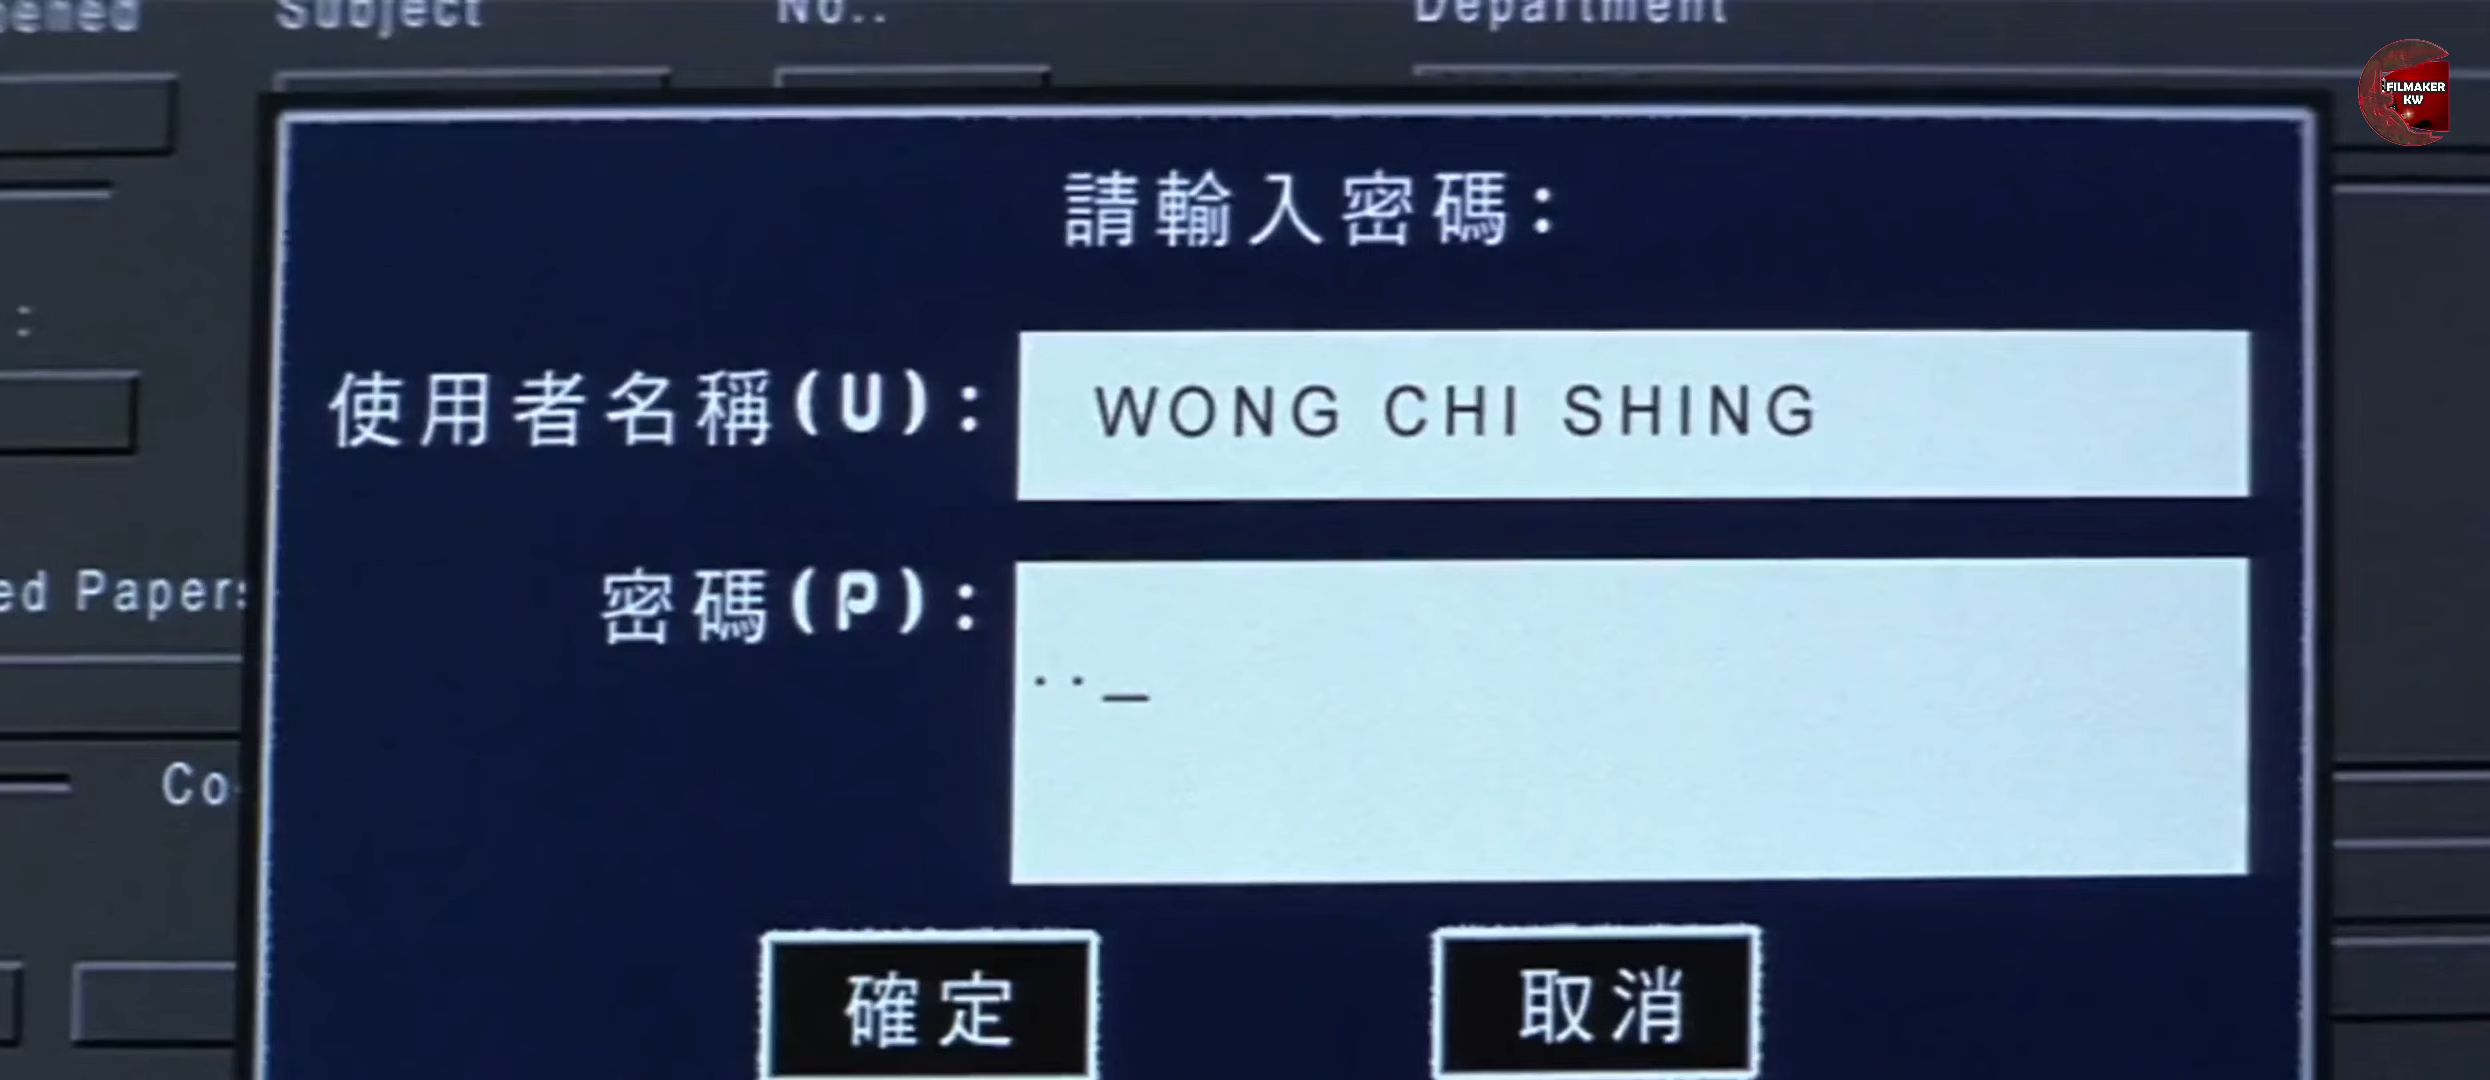 Subject
No..
Department
FILMAKER
KW
請輸入密碼:
使用者名稱(U): WONG CHI SHING
密碼(P):
.._
ed Papers
Co
確定
取消